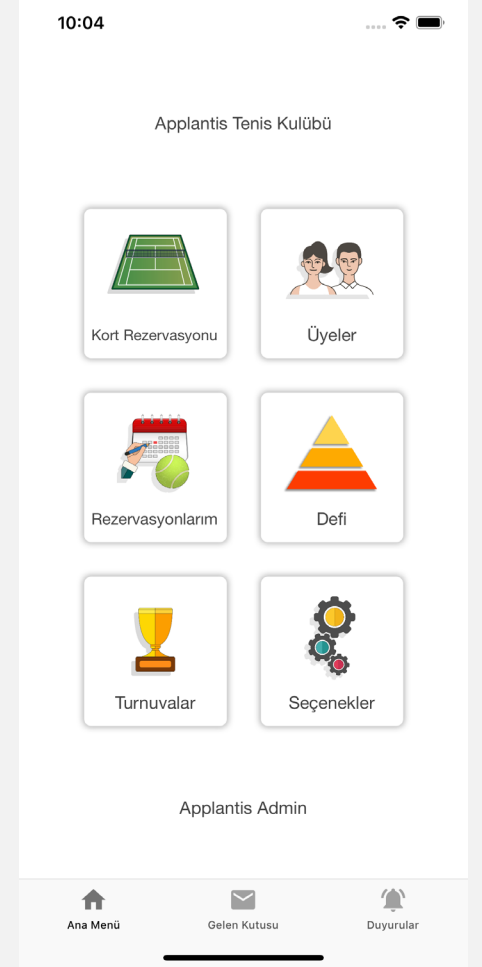 10:04
Applantis Tenis Kulübü
Kort Rezervasyonu
Üyeler
Rezervasyonlarım
Defi
Turnuvalar
Seçenekler
Applantis Admin
Ana Menü
Gelen Kutusu
Duyurular